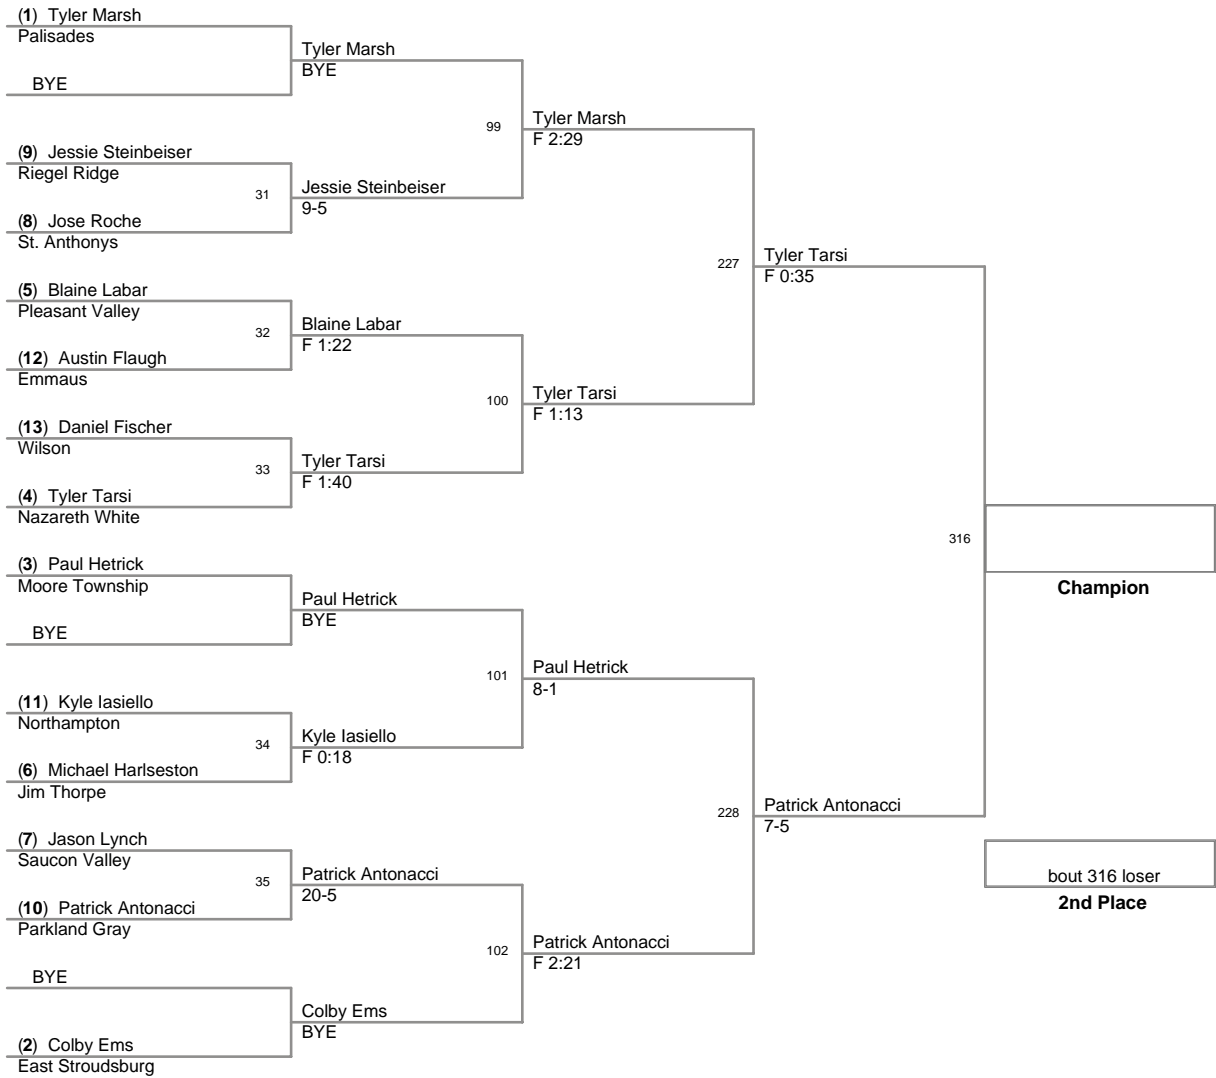 (1) Tyler Marsh
Palisades
BYE
(9) Jessie Steinbeiser
Riegel Ridge
(8) Jose Roche
St. Anthonys
(5) Blaine Labar
Pleasant Valley
(12) Austin Flaugh
Emmaus
(13) Daniel Fischer
Wilson
(4) Tyler Tarsi
Nazareth White
(3) Paul Hetrick
Moore Township
BYE
(11) Kyle Iasiello
Northampton
(6) Michael Harlseston
Jim Thorpe
(7) Jason Lynch
Saucon Valley
(10) Patrick Antonacci
Parkland Gray
BYE
(2) Colby Ems
East Stroudsburg
31
32
33
34
35
Tyler Marsh
BYE
Jessie Steinbeiser
9-5
Blaine Labar
F 1:22
Tyler Tarsi
F 1:40
Paul Hetrick
BYE
Kyle Iasiello
F 0:18
Patrick Antonacci
20-5
Colby Ems
BYE
99
100
101
102
Tyler Marsh
F 2:29
Tyler Tarsi
F 1:13
Paul Hetrick
8-1
Patrick Antonacci
F 2:21
227
228
Tyler Tarsi
F 0:35
Patrick Antonacci
7-5
316
Champion
bout 316 loser
2nd Place